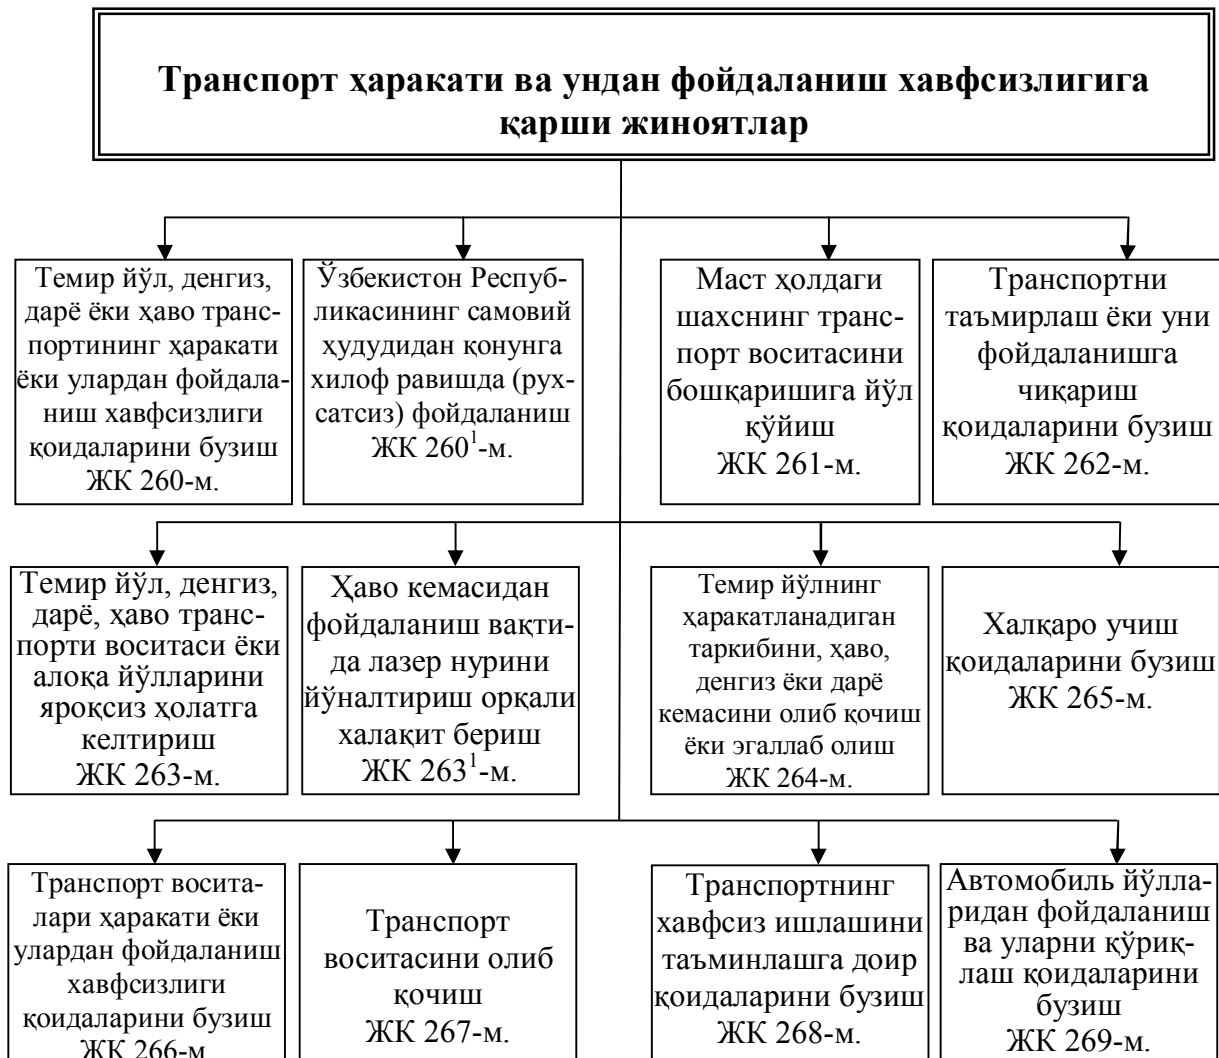 Транспорт ҳаракати ва ундан фойдаланиш хавфсизлигига
қарши жиноятлар
Темир йўл, денгиз,
дарё ёки ҳаво транс-
портининг ҳаракати
ёки улардан фойдала-
ниш хавфсизлиги
қоидаларини бузиш
ЖК 260-м.
Ўзбекистон Респуб-
ликасининг самовий
ҳудудидан қонунга
хилоф равишда (рух-
сатсиз) фойдаланиш
ЖК 260¹-м.
Маст ҳолдаги
шахснинг транс-
порт воситасини
бошқаришига йўл
қўйиш
ЖК 261-м.
Транспортни
таъмирлаш ёки уни
фойдаланишга
чиқариш
қоидаларини бузиш
ЖК 262-м.
Темир йўл, денгиз,
дарё, ҳаво транс-
порти воситаси ёки
алоқа йўлларини
яроқсиз ҳолатга
келтириш
ЖК 263-м.
Ҳаво кемасидан
фойдаланиш вақти-
да лазер нурини
йўналтириш орқали
халақит бериш
ЖК 263¹-м.
Темир йўлнинг
ҳаракатланадиган
таркибини, ҳаво,
денгиз ёки дарё
кемасини олиб қочиш
ёки эгаллаб олиш
ЖК 264-м.
Халқаро учиш
қоидаларини бузиш
ЖК 265-м.
Транспорт восита-
лари ҳаракати ёки
улардан фойдаланиш
хавфсизлиги
қоидаларини бузиш
ЖК 266-м
Транспорт
воситасини олиб
қочиш
ЖК 267-м.
Транспортнинг
хавфсиз ишлашини
таъминлашга доир
қоидаларини бузиш
ЖК 268-м.
Автомобиль йўлла-
ридан фойдаланиш
ва уларни қўриқ-
лаш қоидаларини
бузиш
ЖК 269-м.